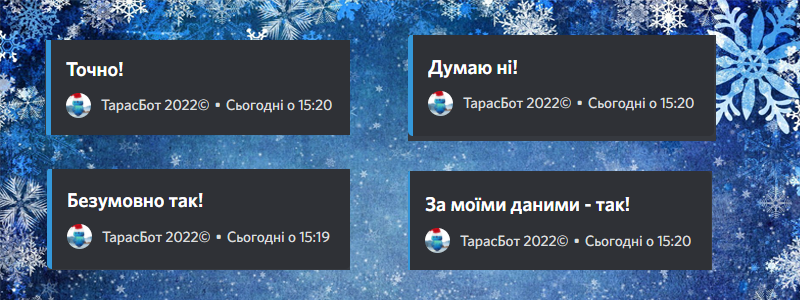 Точно!
ТарасБот 2022© • Сьогодні о 15:20
Думаю ні!
ТарасБот 2022© • Сьогодні о 15:20
Безумовно так!
ТарасБот 2022© • Сьогодні о 15:19
За моїми даними - так!
ТарасБот 2022© • Сьогодні о 15:20